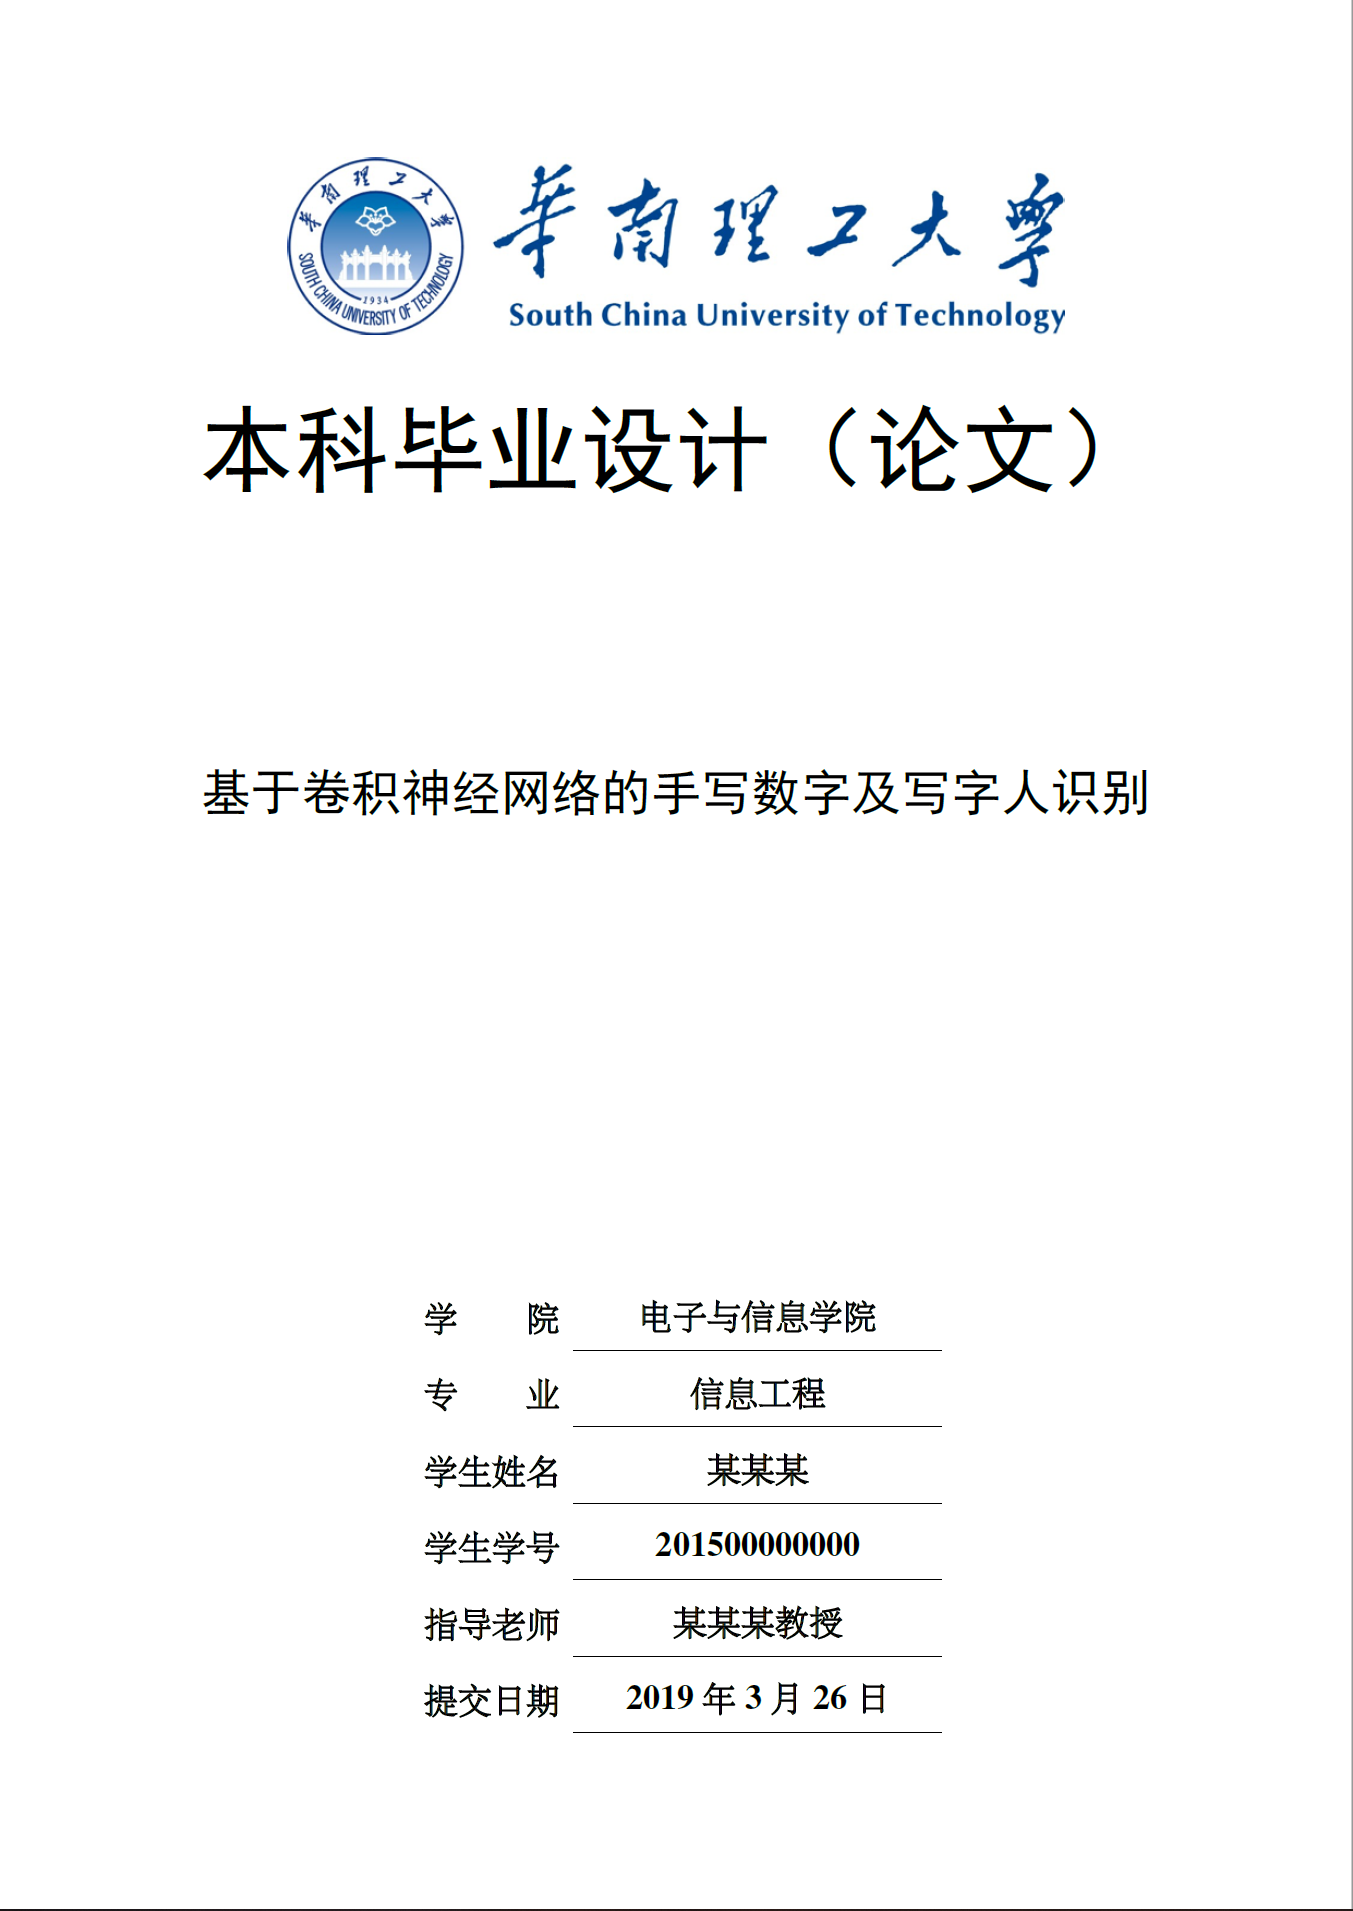 華南理工大學
SOUTH CHINA UNIVERSITY OF TECHNOLOGY
1934
華南理工大學
South China University of Technology
本科毕业设计（论文）
基于卷积神经网络的手写数字及写字人识别
学 院 电子与信息学院
专 业 信息工程
学生姓名 某某某
学生学号 201500000000
指导老师 某某某教授
提交日期 2019 年 3 月 26 日